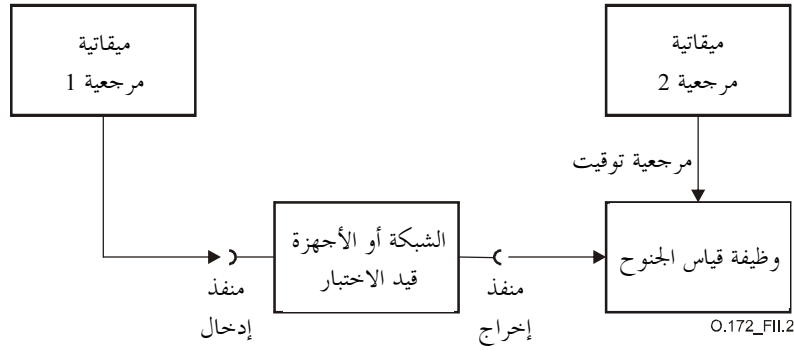 ميقاتية
مرجعية 1
ميقاتية
مرجعية 2
مرجعية توقيت
الشبكة أو الأجهزة
قيد الاختبار
وظيفة قياس الجنوح
منفذ
إدخال
منفذ
إخراج
O.172_FII.2